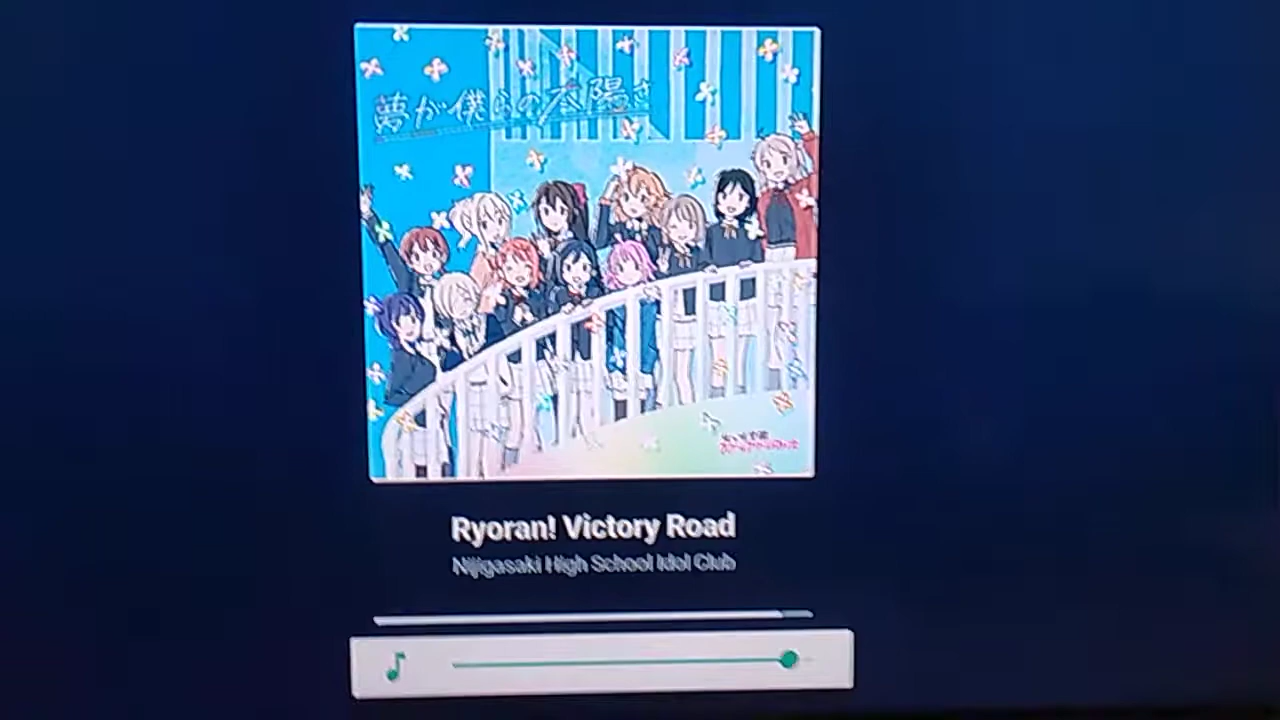 夢が僕らの太陽さ
Ryoran! Victory Road
Nijigasaki High School Idol Club